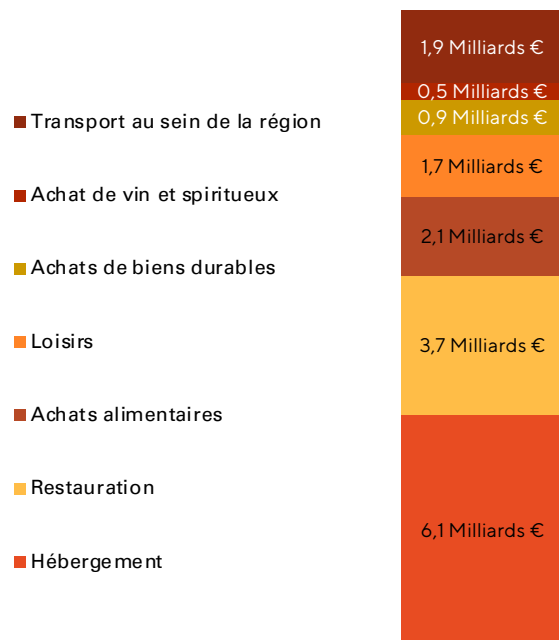 Transport au sein de la région
Achat de vin et spiritueux
Achats de biens durables
Loisirs
Achats alimentaires
Restauration
Hébergement
1,9 Milliards €
0,5 Milliards €
0,9 Milliards €
1,7 Milliards €
2,1 Milliards €
3,7 Milliards €
6,1 Milliards €